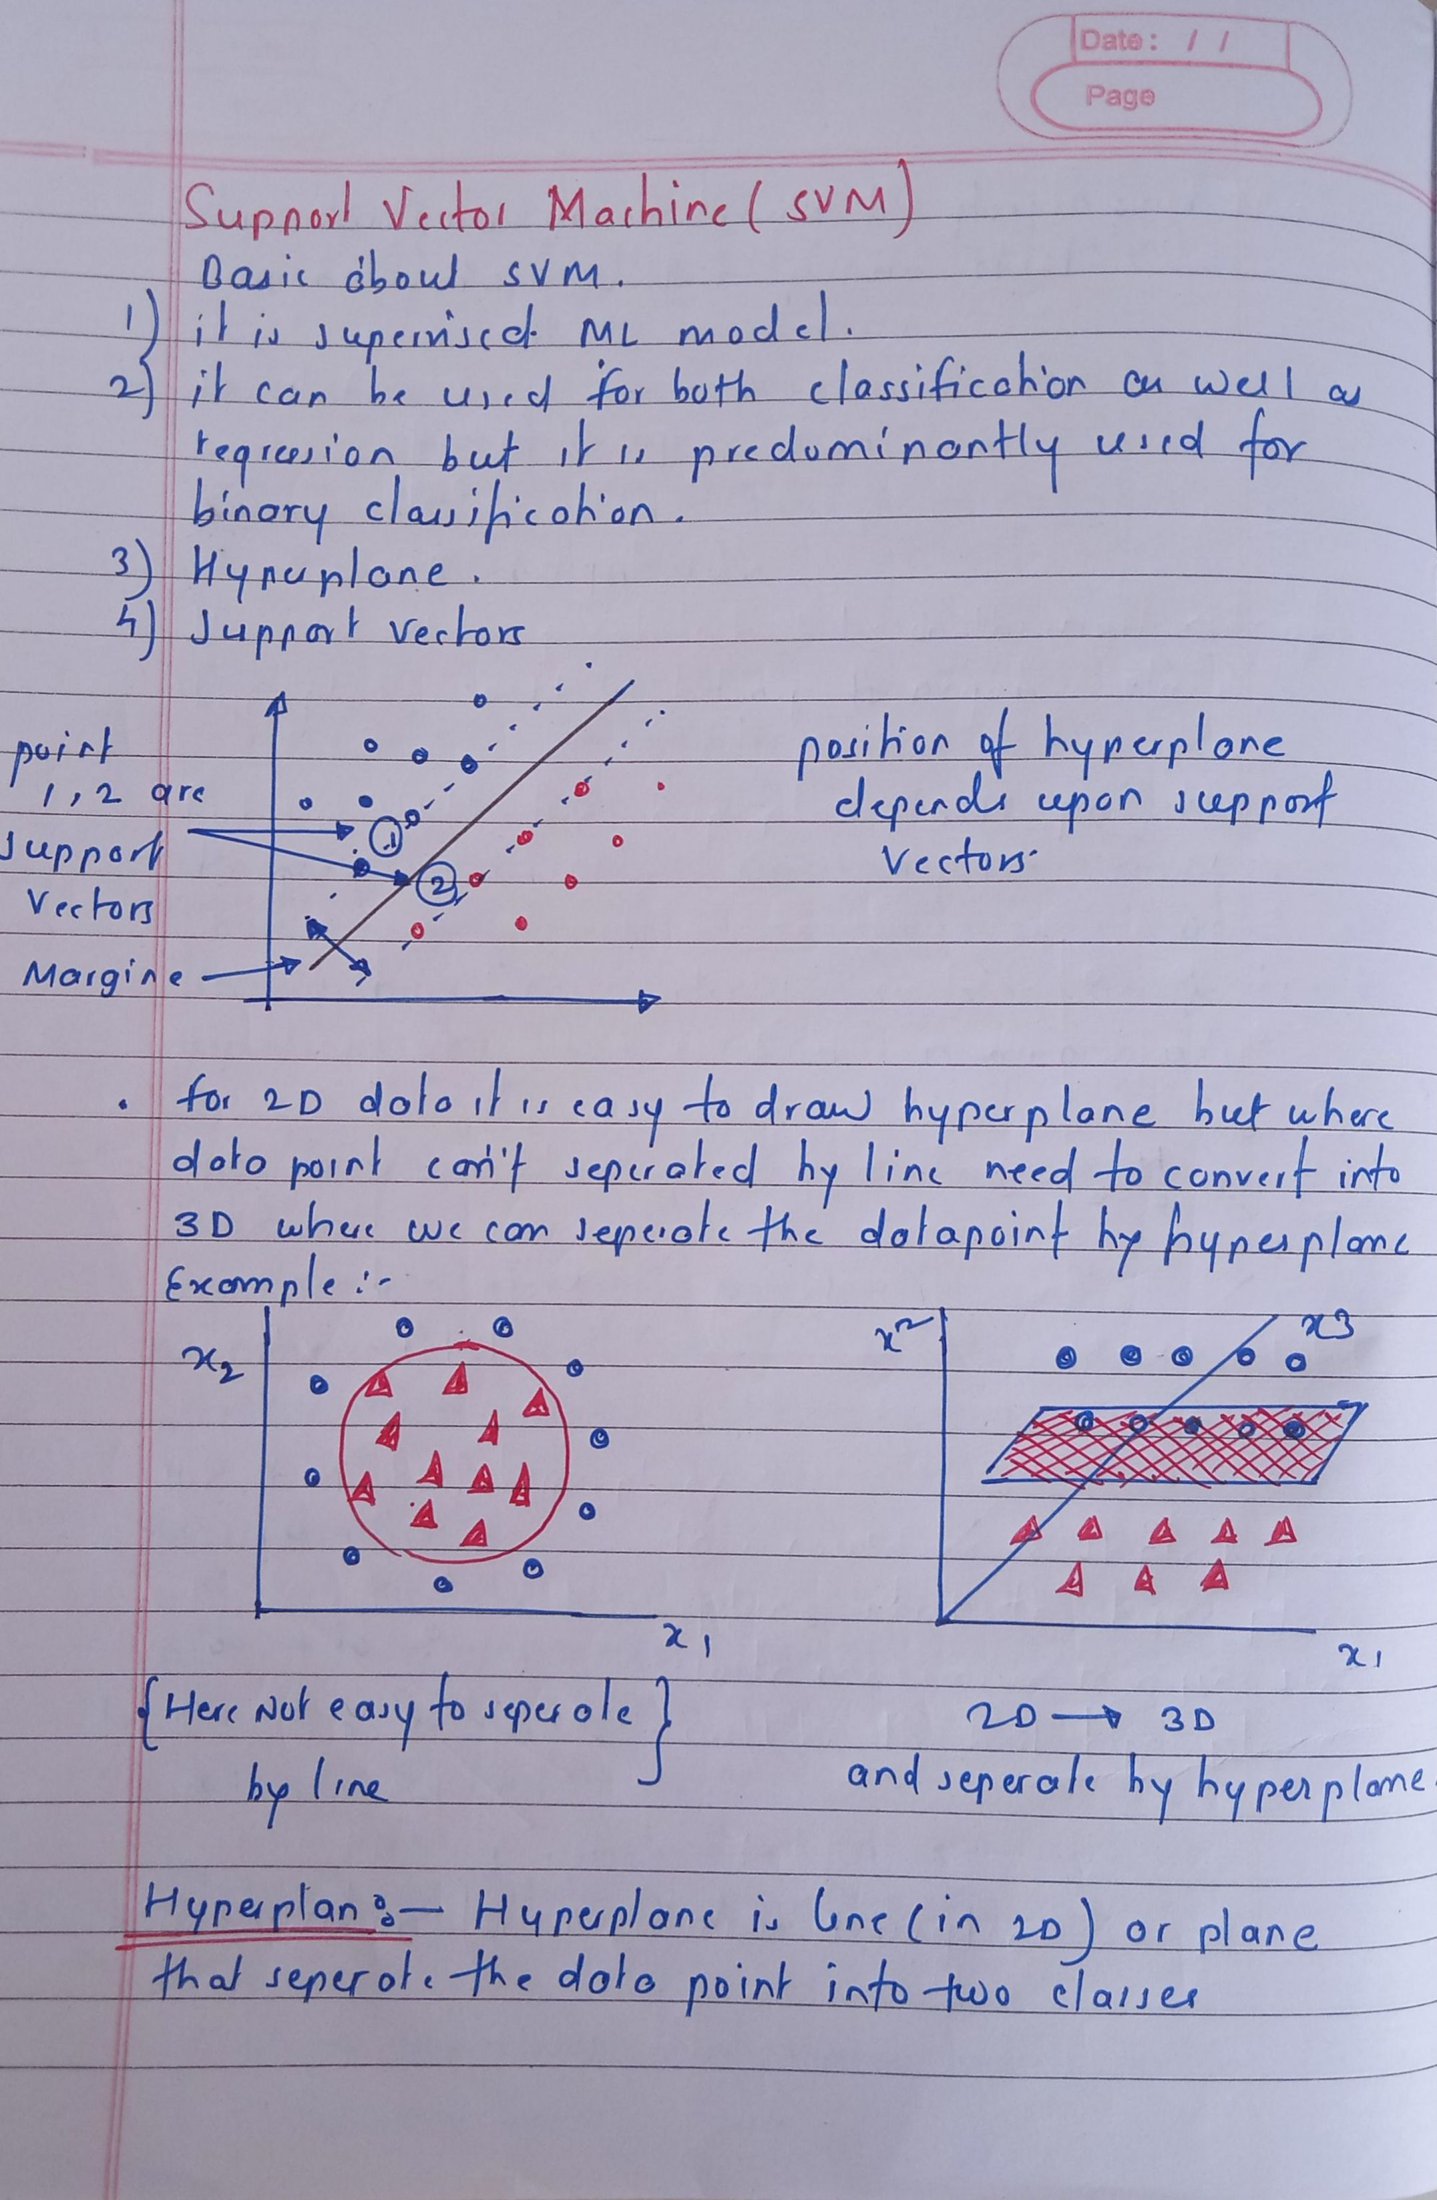 Date: / /
Page
Support Vector Machine (SVM)
Basic about SVM.
1) it is supervised ML model.
2) it can be used for both classification as well as
regression but it is predominantly used for
binary classification.
3) Hyperplane.
4) Support vectors
point
1, 2 are
support
vectors
Margine
1
2
position of hyperplane
depends upon support
vectors.
. for 2D data it is easy to draw hyperplane but where
data point can't seperated by line need to convert into
3D where we can seperate the datapoint by hyperplane
Example :-
x2
x1
x2
x3
x1
{Here Not easy to seperate}
by line
2D → 3D
and seperate by hyperplane.
Hyperplan :- Hyperplane is line (in 2D) or plane
that seperate the data point into two classes